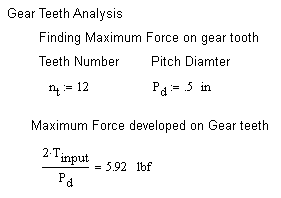 Gear Teeth Analysis
Finding Maximum Force on gear tooth
Teeth Number Pitch Diamter
n_t := 12 P_d := .5 in
Maximum Force developed on Gear teeth
2·T_input / P_d = 5.92 lbf